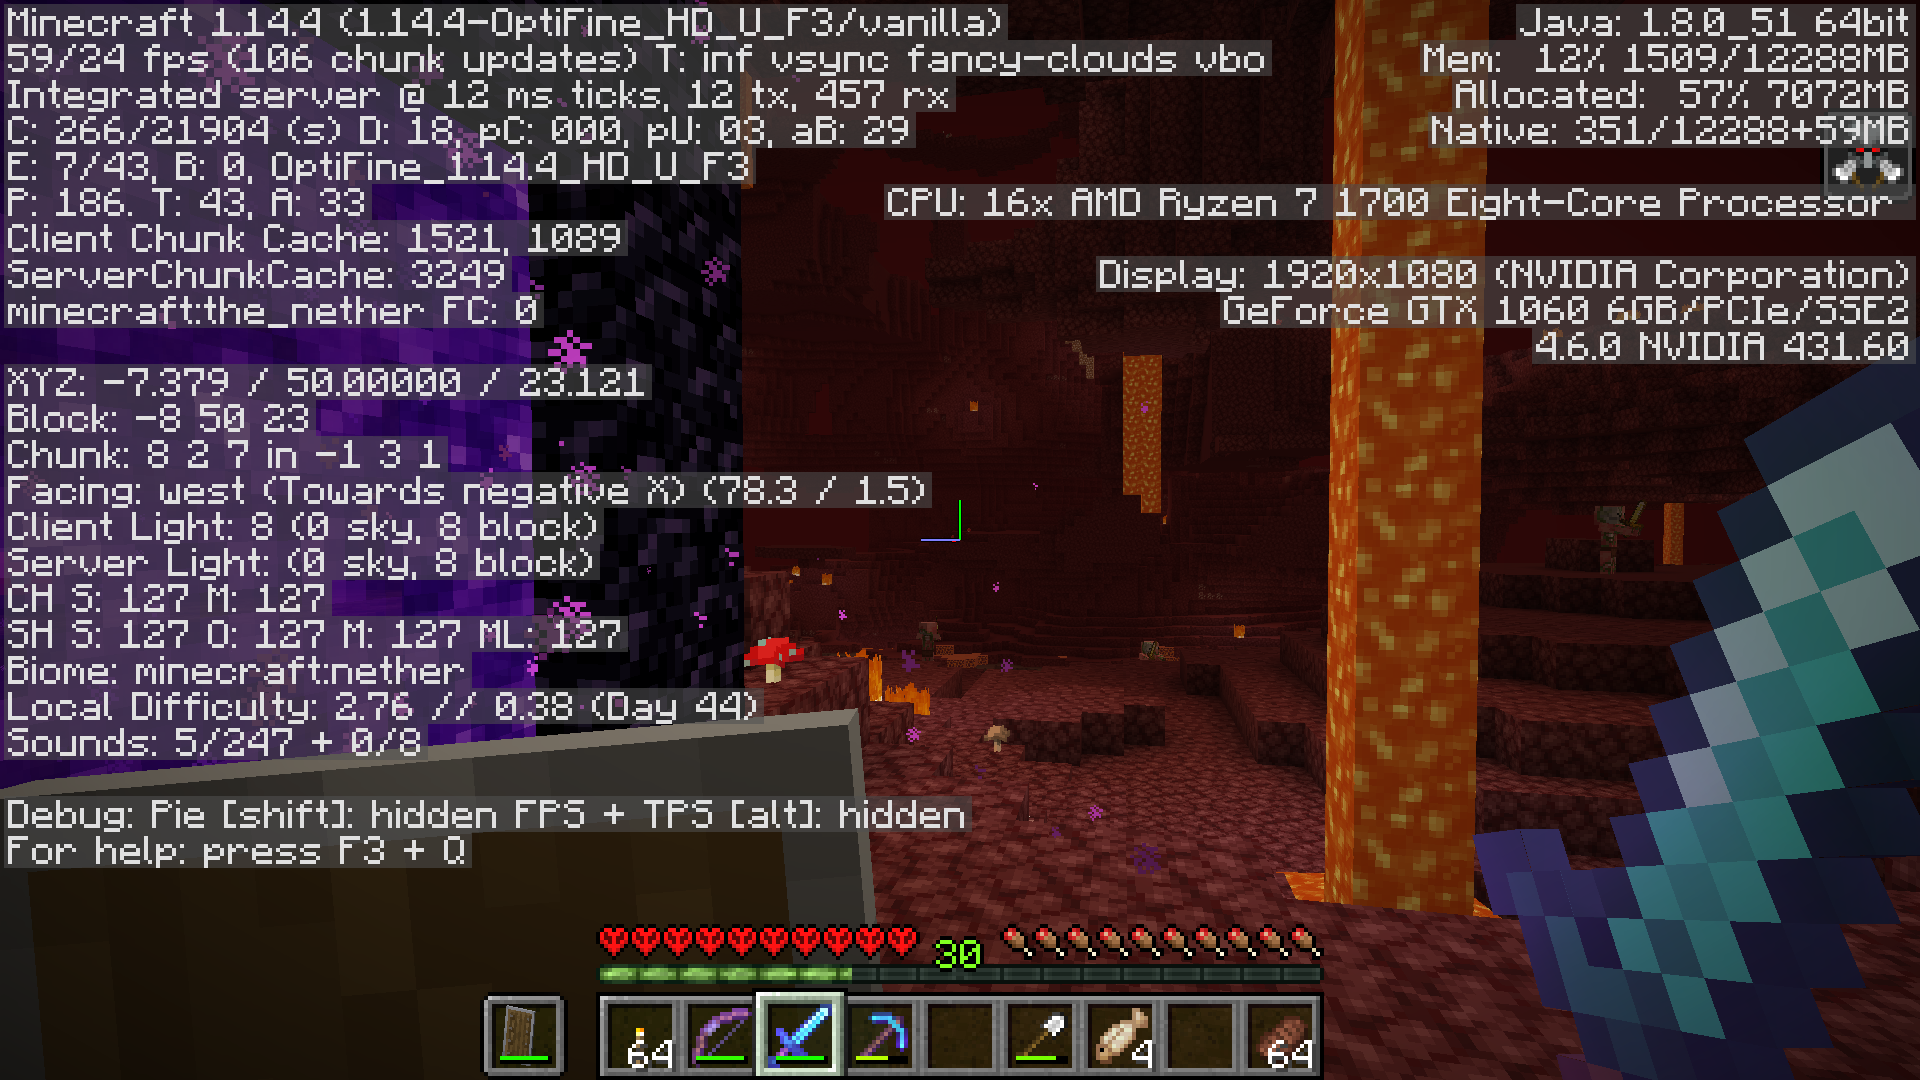 Minecraft 1.14.4 (1.14.4-OptiFine_HD_U_F3/vanilla)
59/24 fps (106 chunk updates) T: inf vsync fancy-clouds vbo
Integrated server @ 12 ms ticks, 12 tx, 457 rx
C: 266/21904 (s) D: 18, pC: 000, pU: 03, aB: 29
E: 7/43, B: 0, OptiFine_1.14.4_HD_U_F3
P: 186. T: 43, A: 33
Client Chunk Cache: 1521, 1089
ServerChunkCache: 3249
minecraft:the_nether FC: 0
XYZ: -7.379 / 50.00000 / 23.121
Block: -8 50 23
Chunk: 8 2 7 in -1 3 1
Facing: west (Towards negative X) (78.3 / 1.5)
Client Light: 8 (0 sky, 8 block)
Server Light: (0 sky, 8 block)
CH S: 127 M: 127
SH S: 127 O: 127 M: 127 ML: 127
Biome: minecraft:nether
Local Difficulty: 2.76 // 0.38 (Day 44)
Sounds: 5/247 + 0/8
Debug: Pie [shift]: hidden FPS + TPS [alt]: hidden
For help: press F3 + Q
Java: 1.8.0_51 64bit
Mem: 12% 1509/12288MB
Allocated: 57% 7072MB
Native: 351/12288+59MB
CPU: 16x AMD Ryzen 7 1700 Eight-Core Processor
Display: 1920x1080 (NVIDIA Corporation)
GeForce GTX 1060 6GB/PCIe/SSE2
4.6.0 NVIDIA 431.60
30
64
4
64